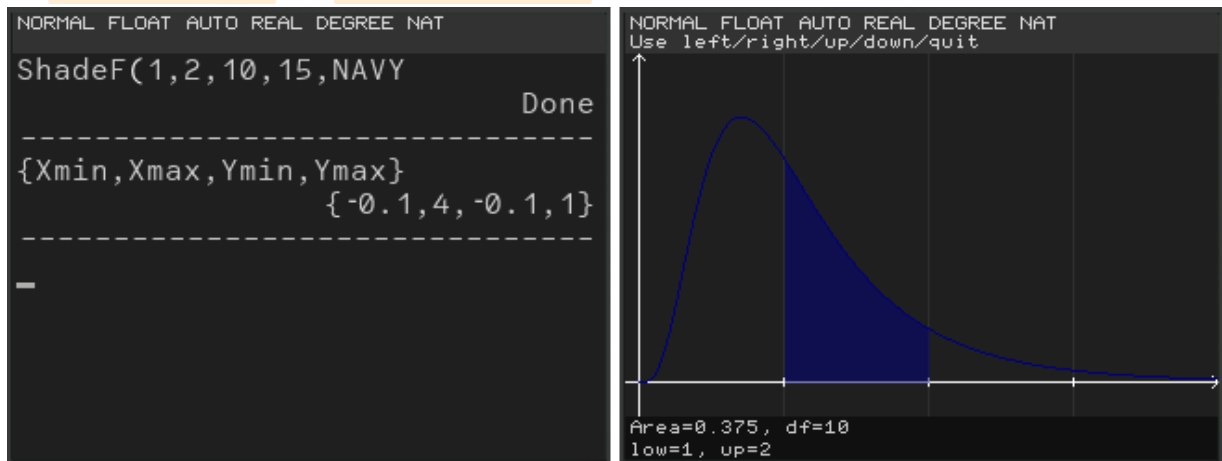 NORMAL FLOAT AUTO REAL DEGREE NAT
ShadeF(1,2,10,15,NAVY
Done
{Xmin,Xmax,Ymin,Ymax}
{-0.1,4,-0.1,1}
NORMAL FLOAT AUTO REAL DEGREE NAT
Use left/right/up/down/quit
Area=0.375, df=10
low=1, up=2